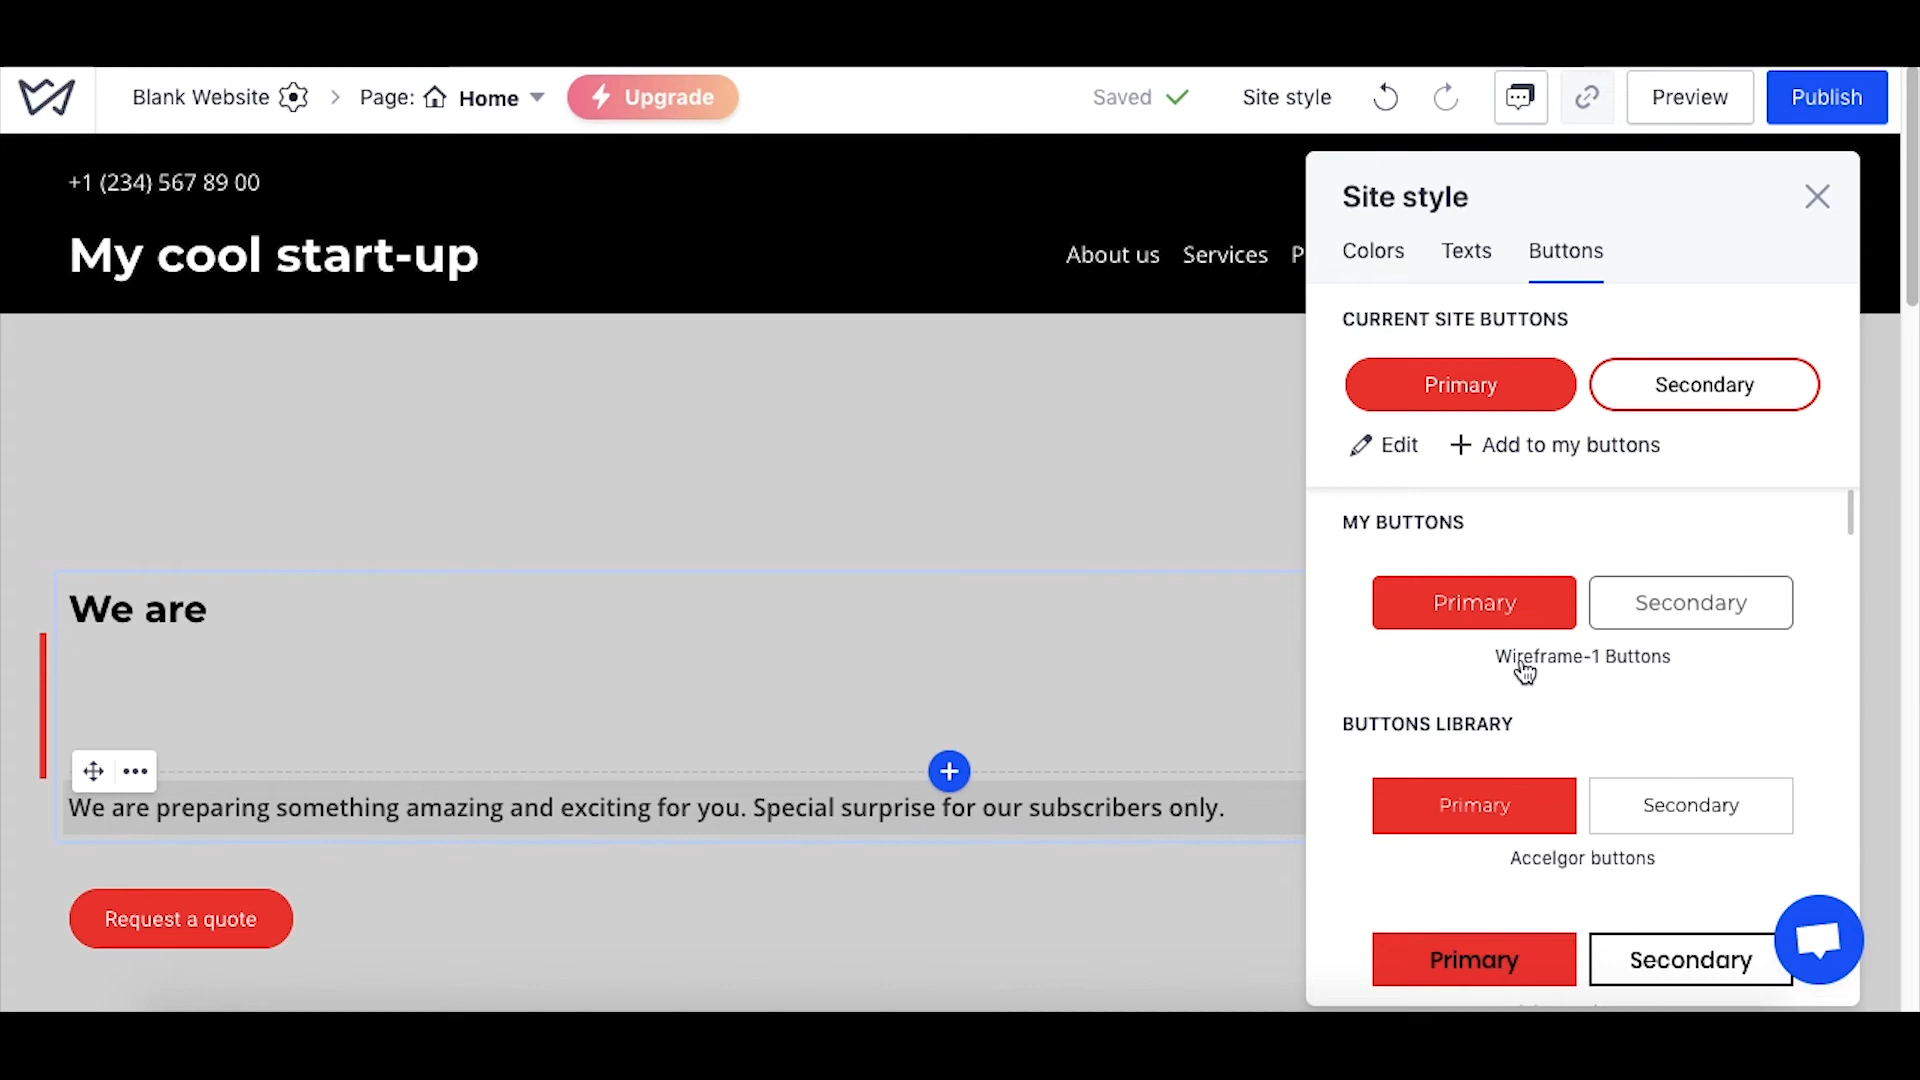 Blank Website > Page: Home Upgrade Saved Site style Preview Publish
+1 (234) 567 89 00
My cool start-up
About us Services P
We are
We are preparing something amazing and exciting for you. Special surprise for our subscribers only.
Request a quote
Site style
Colors Texts Buttons
CURRENT SITE BUTTONS
Primary Secondary
Edit + Add to my buttons
MY BUTTONS
Primary Secondary
Wireframe-1 Buttons
BUTTONS LIBRARY
Primary Secondary
Accelgor buttons
Primary Secondary